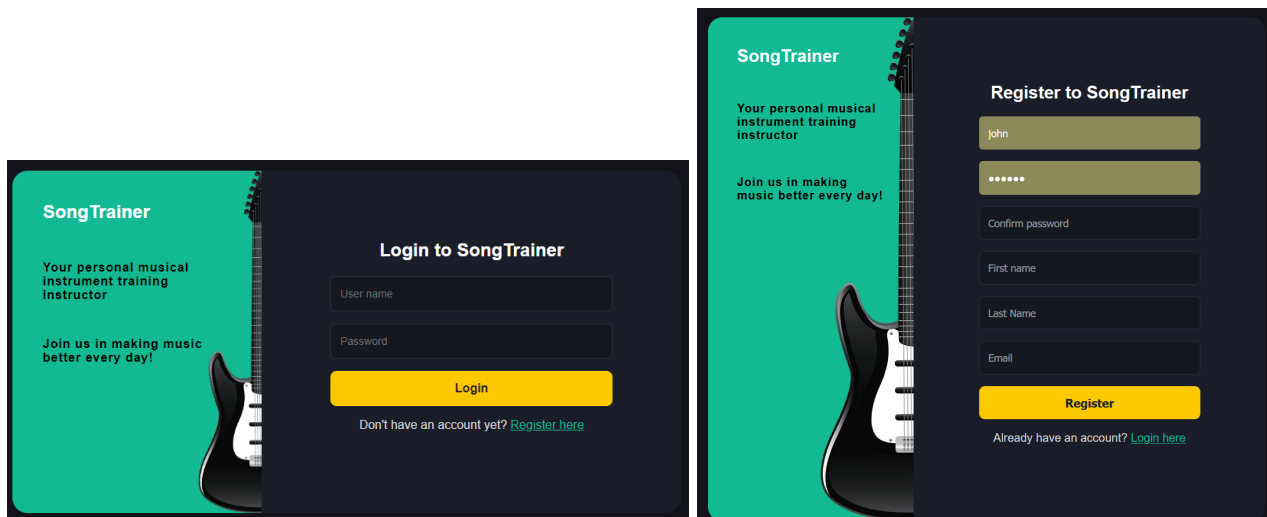 SongTrainer
Your personal musical
instrument training
instructor
Join us in making music
better every day!
Login to SongTrainer
User name
Password
Login
Don't have an account yet? Register here
SongTrainer
Your personal musical
instrument training
instructor
Join us in making
music better every day!
Register to SongTrainer
john
••••••
Confirm password
First name
Last Name
Email
Register
Already have an account? Login here